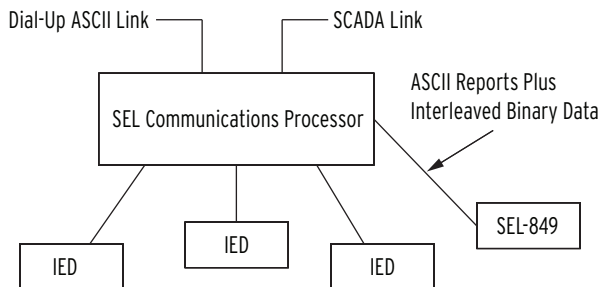 Dial-Up ASCII Link
SCADA Link
ASCII Reports Plus
Interleaved Binary Data
SEL Communications Processor
SEL-849
IED
IED
IED